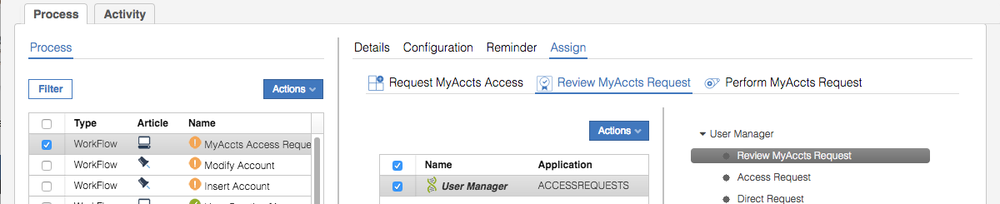 Process Activity
Process
Filter
Actions
Type Article Name
WorkFlow MyAccts Access Reque
WorkFlow Modify Account
WorkFlow Insert Account
WorkFlow
Details Configuration Reminder Assign
Request MyAccts Access Review MyAccts Request Perform MyAccts Request
Actions
Name Application
User Manager ACCESSREQUESTS
User Manager
Review MyAccts Request
Access Request
Direct Request